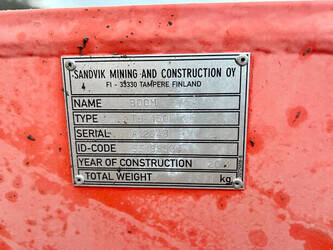 SANDVIK MINING AND CONSTRUCTION OY
FI - 33330 TAMPERE FINLAND
NAME BOOM
TYPE
SERIAL
ID-CODE
YEAR OF CONSTRUCTION
TOTAL WEIGHT kg